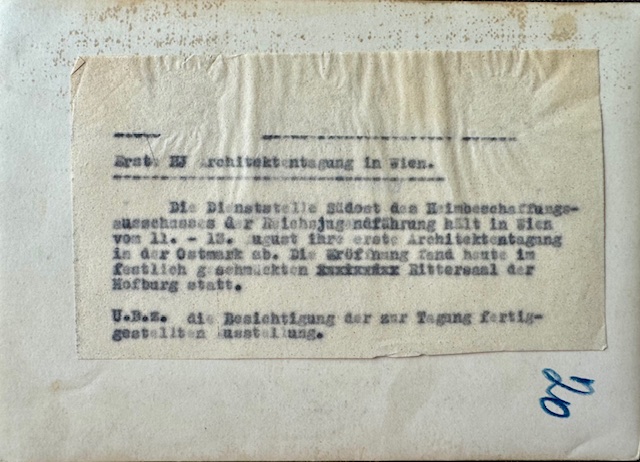 Erste HJ Architektentagung in Wien.
Die Dienststelle Südost des Heimbeschaffungs-
ausschusses der Reichsjugendführung hält in Wien
vom 11. - 13. August ihre erste Architektentagung
in der Ostmark ab. Die Eröffnung fand heute im
festlich geschmückten Rittersaal der
Hofburg statt.
U.B.z. die Besichtigung der zur Tagung fertig-
gestellten Ausstellung.
20